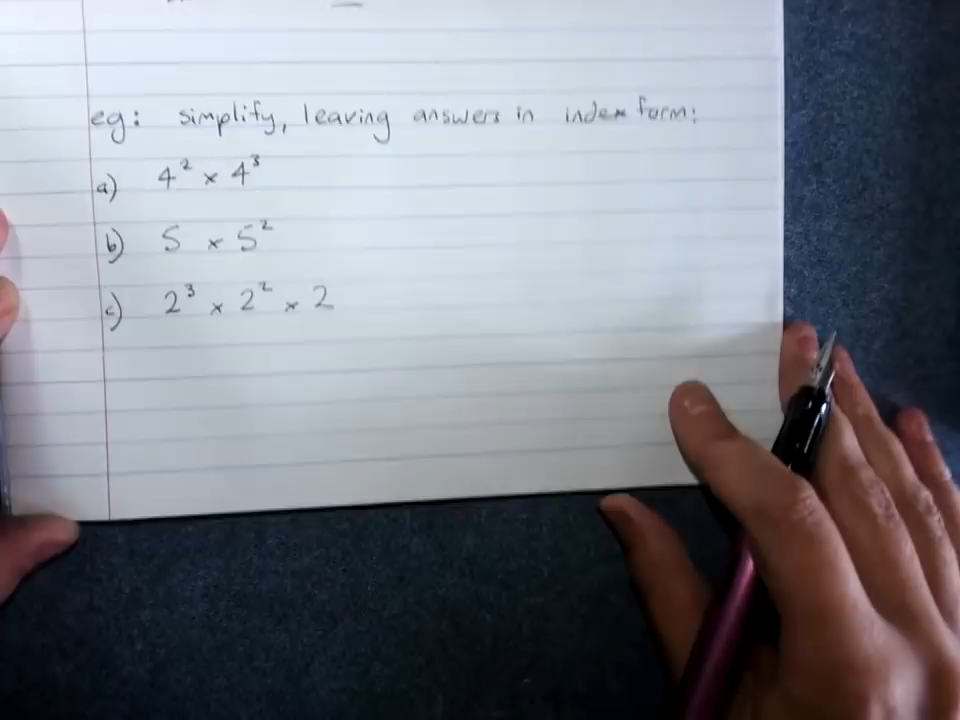 eg: simplify, leaving answers in index form:
a) 4² × 4³
b) 5 × 5²
c) 2³ × 2² × 2